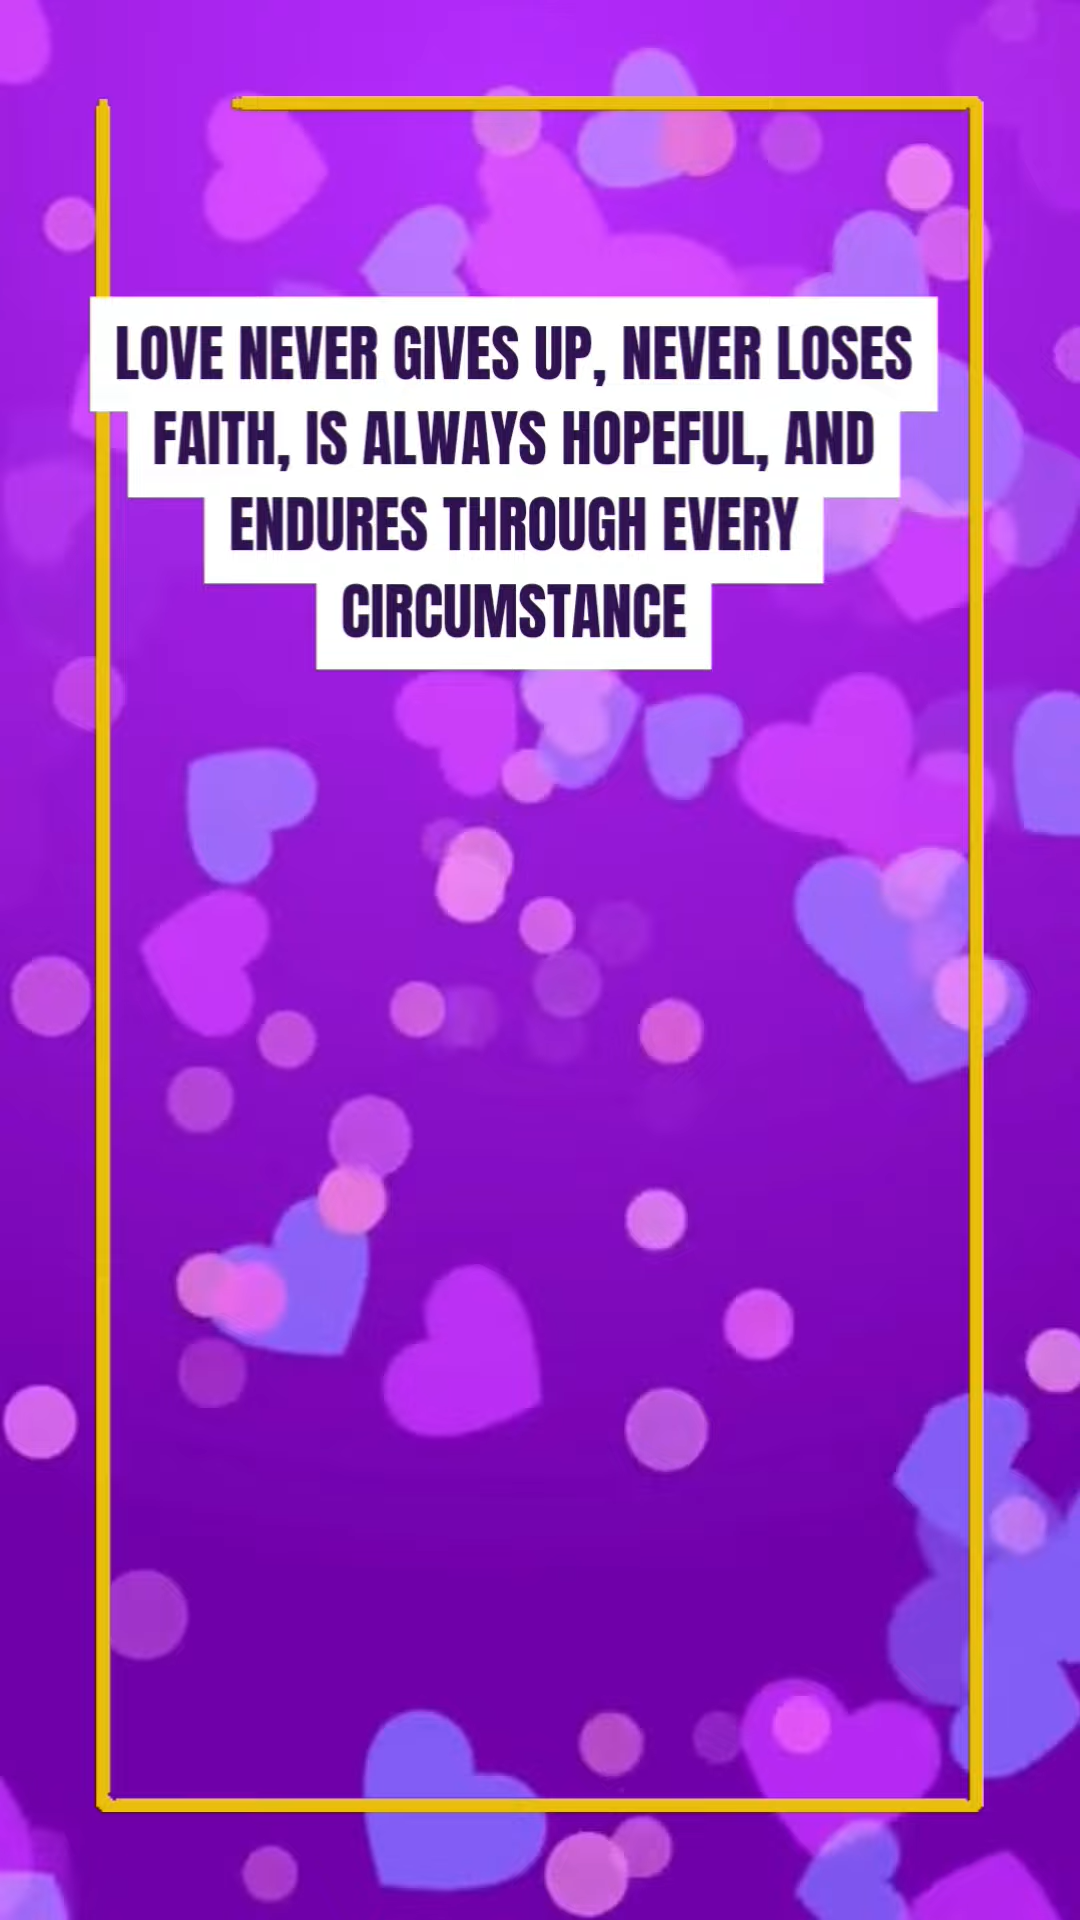 LOVE NEVER GIVES UP, NEVER LOSES
FAITH, IS ALWAYS HOPEFUL, AND
ENDURES THROUGH EVERY
CIRCUMSTANCE